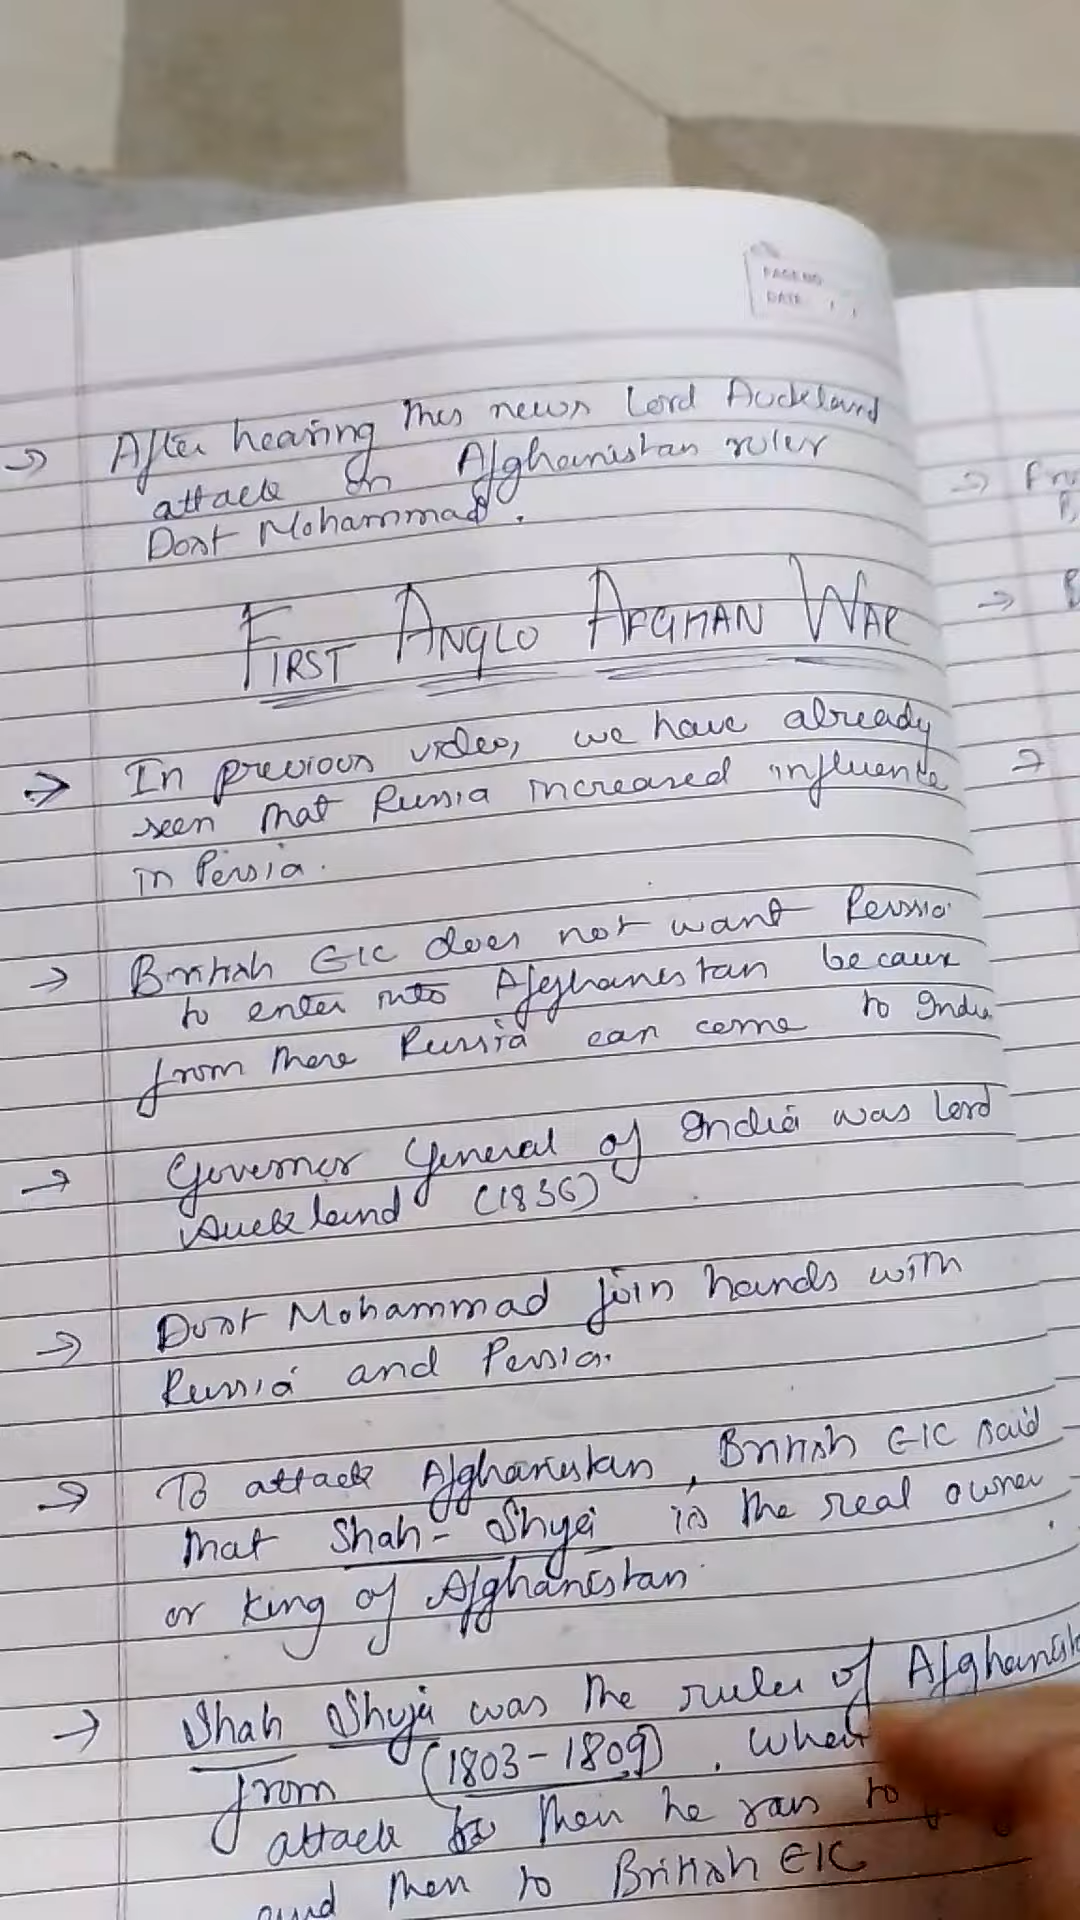 PAGE NO
DATE
→ After hearing this news Lord Auckland
attack on Afghanistan ruler
Dost Mohammad.
FIRST ANGLO AFGHAN WAR
→ In previous video, we have already
seen that Russia increased influence
in Persia.
→ British EIC does not want Persia
to enter into Afghanistan because
from there Russia can come to India
→ Governor General of India was Lord
Auckland (1836)
→ Dost Mohammad join hands with
Russia and Persia.
→ To attack Afghanistan, British EIC said
that Shah-Shuja is the real owner
or king of Afghanistan.
→ Shah Shuja was the ruler of
from (1803-1809). When
attack then he ran to
and then to British EIC